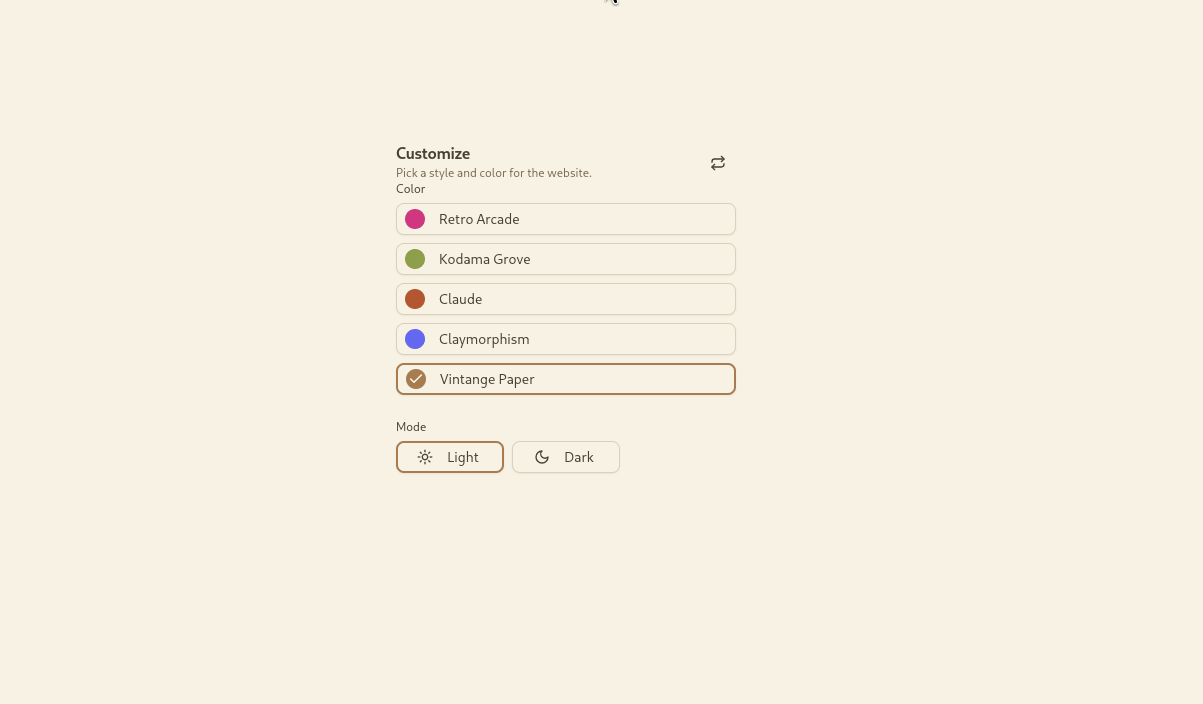 Customize
Pick a style and color for the website.
Color
Retro Arcade
Kodama Grove
Claude
Claymorphism
Vintange Paper
Mode
Light
Dark